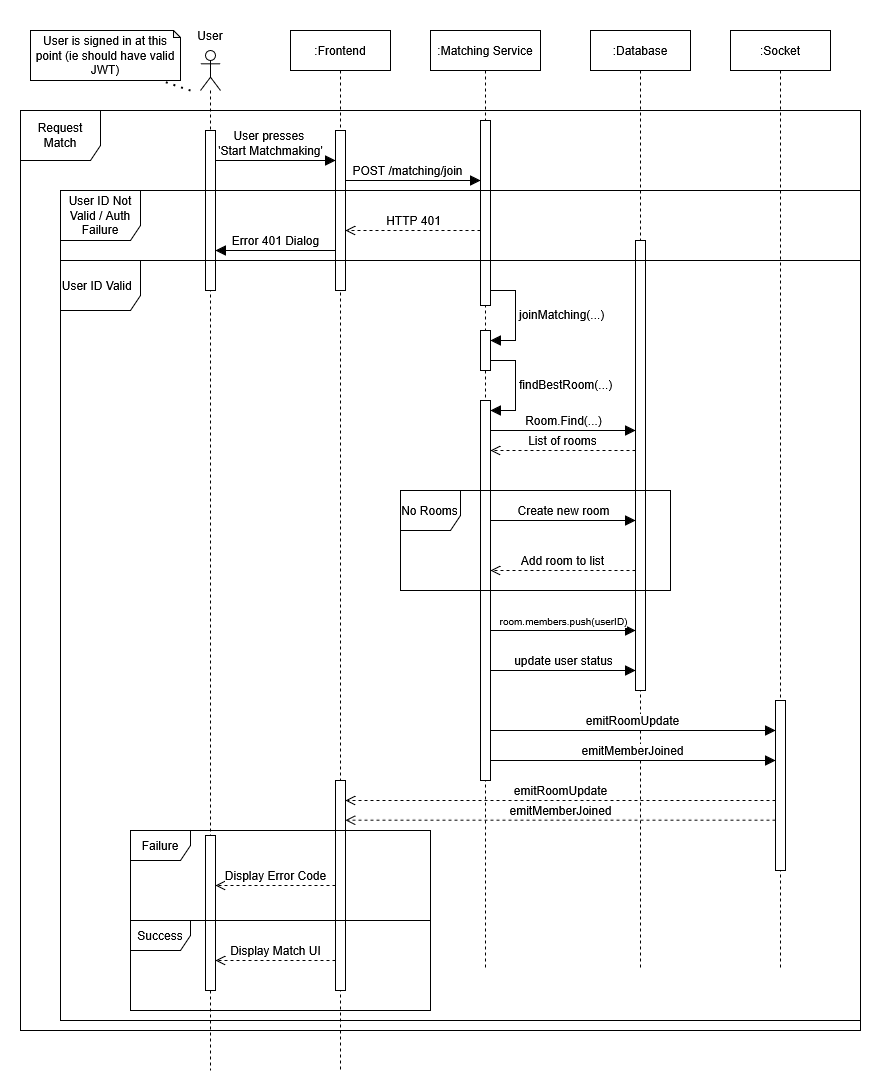 User is signed in at this
point (ie should have valid
JWT)
User
:Frontend
:Matching Service
:Database
:Socket
Request
Match
User presses
'Start Matchmaking'
POST /matching/join
User ID Not
Valid / Auth
Failure
HTTP 401
Error 401 Dialog
User ID Valid
joinMatching(...)
findBestRoom(...)
Room.Find(...)
List of rooms
No Rooms
Create new room
Add room to list
room.members.push(userID)
update user status
emitRoomUpdate
emitMemberJoined
emitRoomUpdate
emitMemberJoined
Failure
Display Error Code
Success
Display Match UI